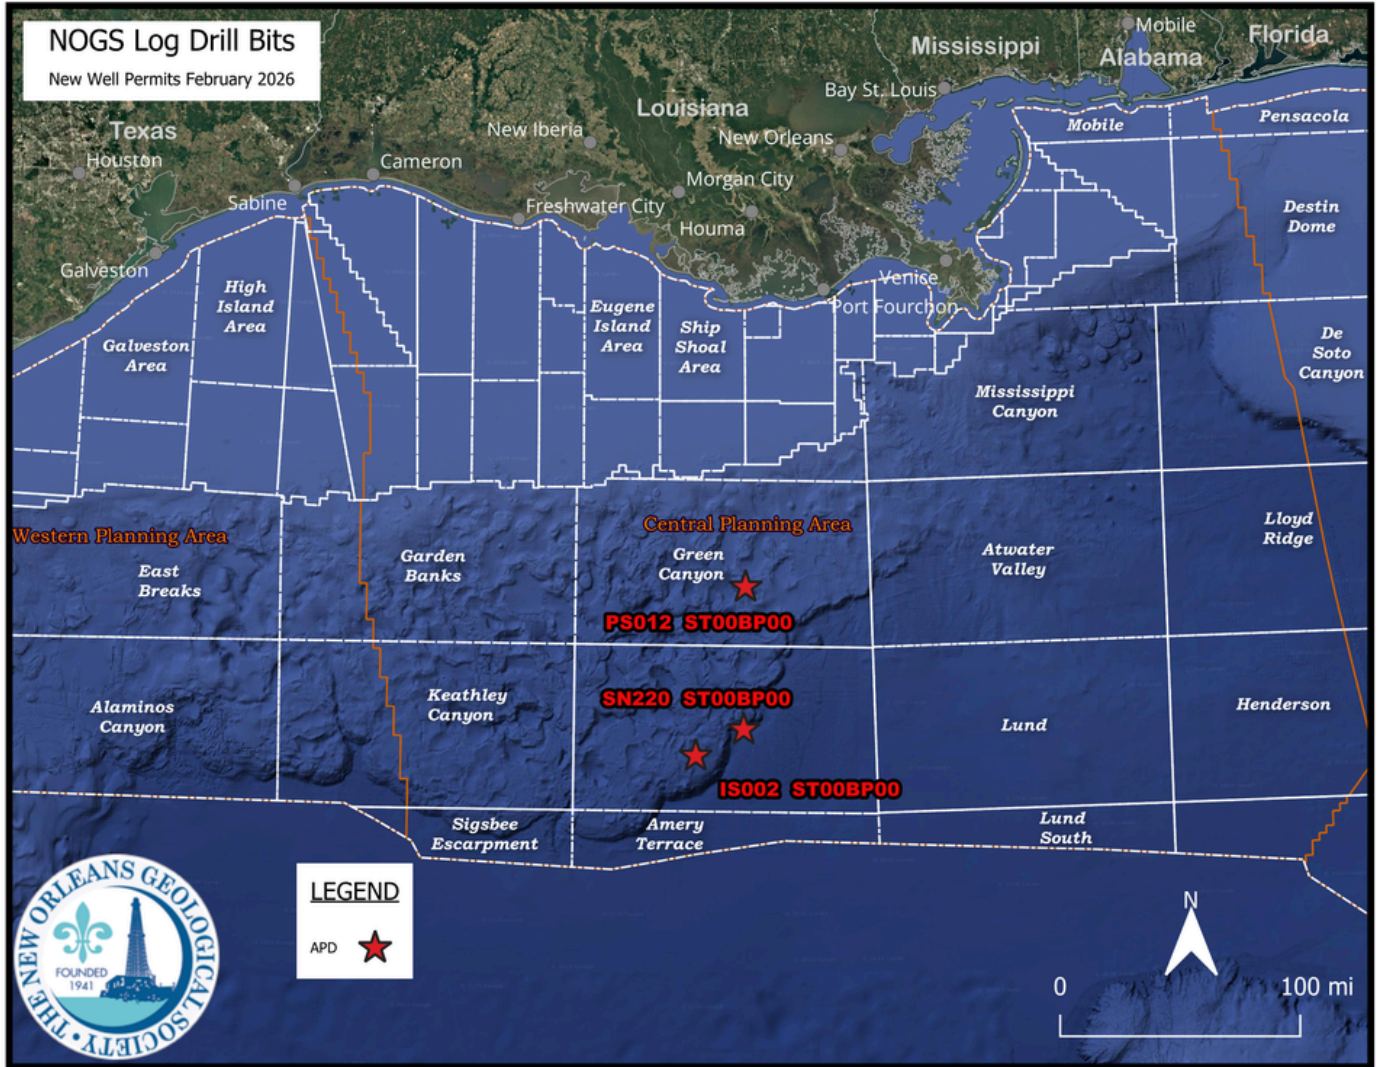 NOGS Log Drill Bits
New Well Permits February 2026
Mobile
Florida
Mississippi
Alabama
Bay St. Louis
Louisiana
Texas
New Iberia
New Orleans
Mobile
Pensacola
Houston
Cameron
Morgan City
Sabine
Freshwater City
Houma
Destin
Dome
Galveston
Venice
Port Fourchon
High
Island
Area
Eugene
Island
Area
Ship
Shoal
Area
Galveston
Area
De
Soto
Canyon
Mississippi
Canyon
Western Planning Area
Central Planning Area
Lloyd
Ridge
East
Breaks
Garden
Banks
Green
Canyon
Atwater
Valley
PS012 ST00BP00
SN220 ST00BP00
Alaminos
Canyon
Keathley
Canyon
Lund
Henderson
IS002 ST00BP00
Sigsbee
Escarpment
Amery
Terrace
Lund
South
THE NEW ORLEANS GEOLOGICAL SOCIETY
FOUNDED
1941
LEGEND
APD
N
0 100 mi